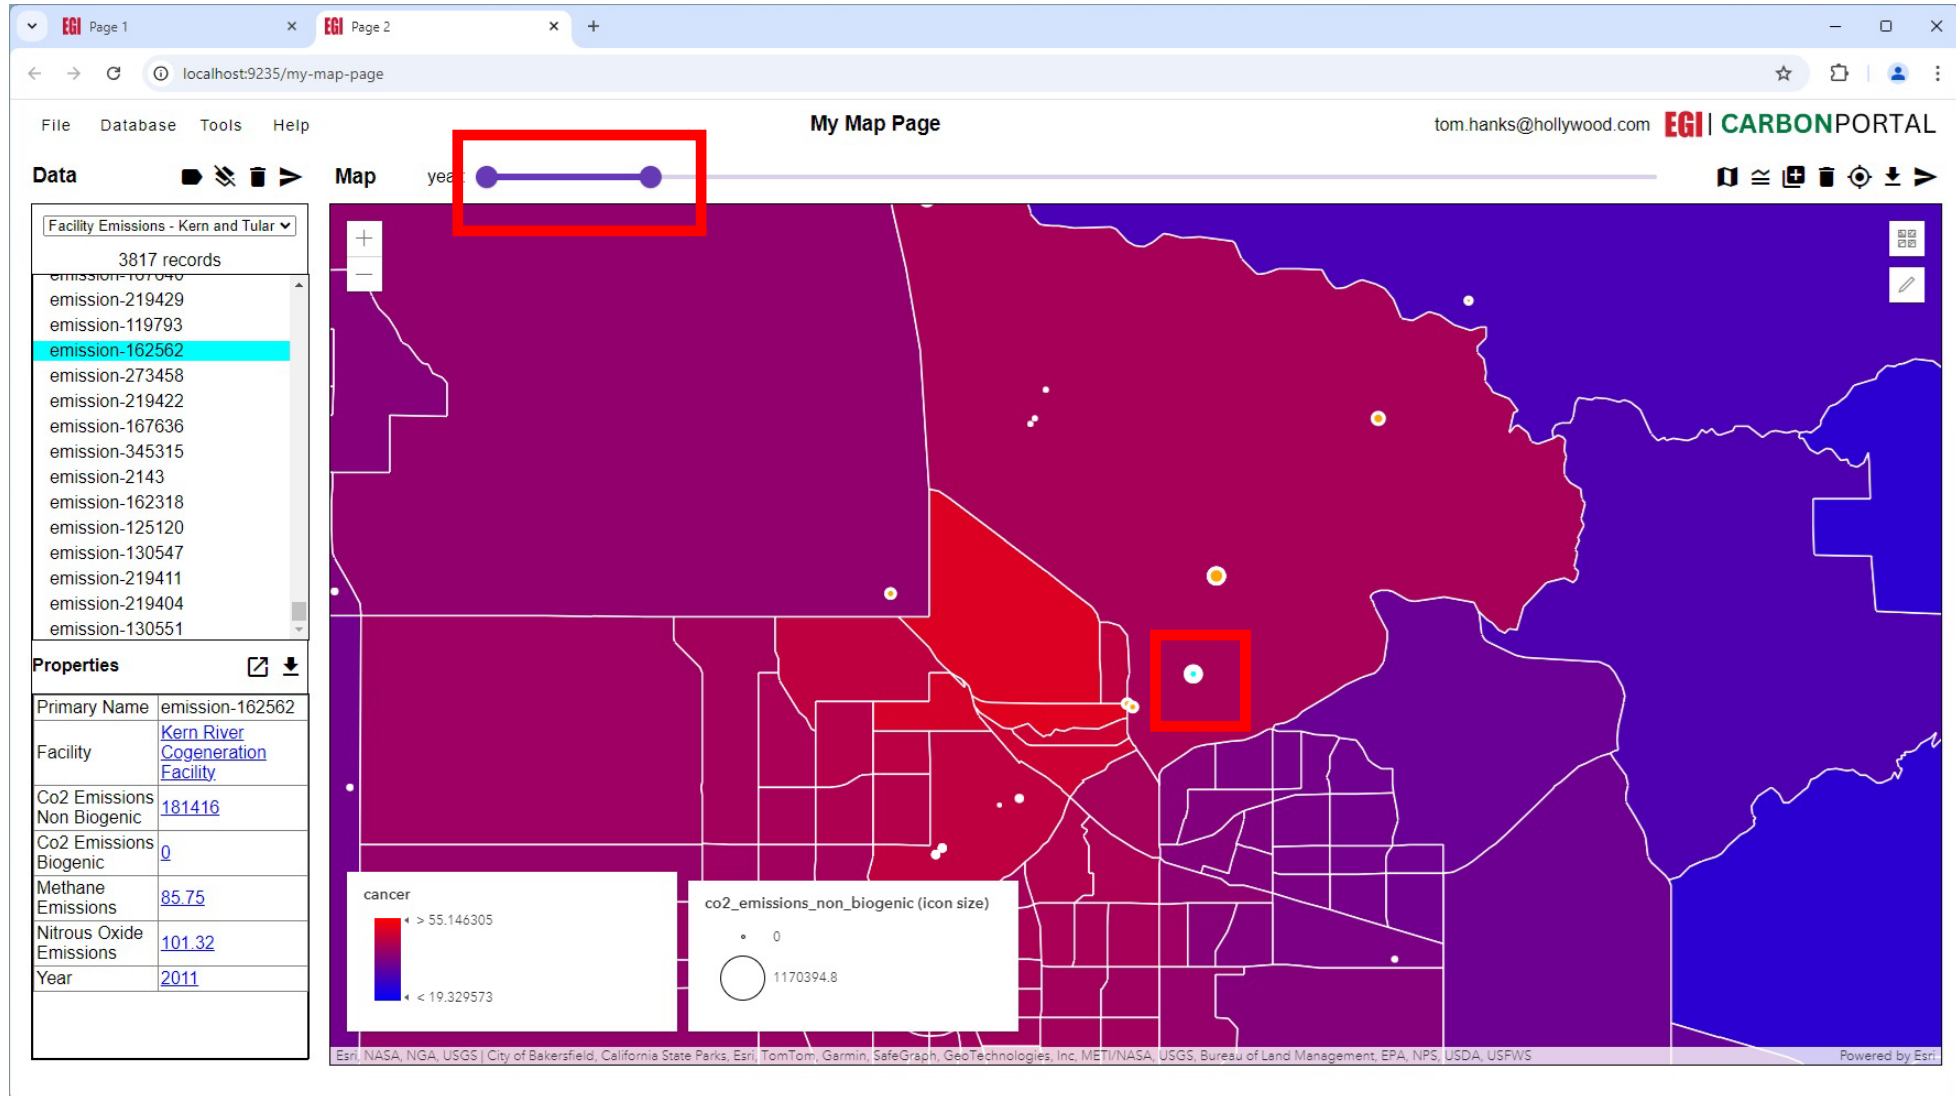 EGI Page 1
EGI Page 2
localhost:9235/my-map-page
File Database Tools Help
My Map Page
tom.hanks@hollywood.com
EGI | CARBONPORTAL
Data
Map
Facility Emissions - Kern and Tular
3817 records
emission-167640
emission-219429
emission-119793
emission-162562
emission-273458
emission-219422
emission-167636
emission-345315
emission-2143
emission-162318
emission-125120
emission-130547
emission-219411
emission-219404
emission-130551
Properties
Primary Name emission-162562
Facility Kern River
Cogeneration
Facility
Co2 Emissions
Non Biogenic 181416
Co2 Emissions
Biogenic 0
Methane
Emissions 85.75
Nitrous Oxide
Emissions 101.32
Year 2011
cancer
> 55.146305
< 19.329573
co2_emissions_non_biogenic (icon size)
0
1170394.8
Esri, NASA, NGA, USGS | City of Bakersfield, California State Parks, Esri, TomTom, Garmin, SafeGraph, GeoTechnologies, Inc, METI/NASA, USGS, Bureau of Land Management, EPA, NPS, USDA, USFWS
Powered by Esri